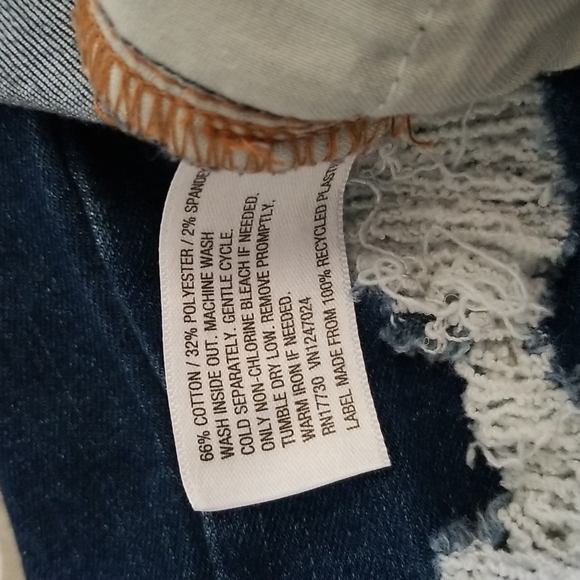 66% COTTON / 32% POLYESTER / 2% SPANDEX
WASH INSIDE OUT. MACHINE WASH
COLD SEPARATELY. GENTLE CYCLE.
ONLY NON-CHLORINE BLEACH IF NEEDED.
TUMBLE DRY LOW. REMOVE PROMPTLY.
WARM IRON IF NEEDED.
RN17730 VN1247024
LABEL MADE FROM 100% RECYCLED PLASTIC